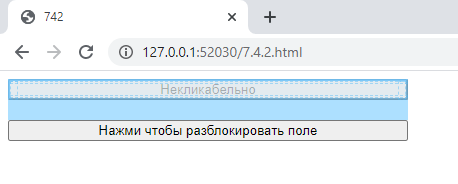 742
127.0.0.1:52030/7.4.2.html
Некликабельно
Нажми чтобы разблокировать поле